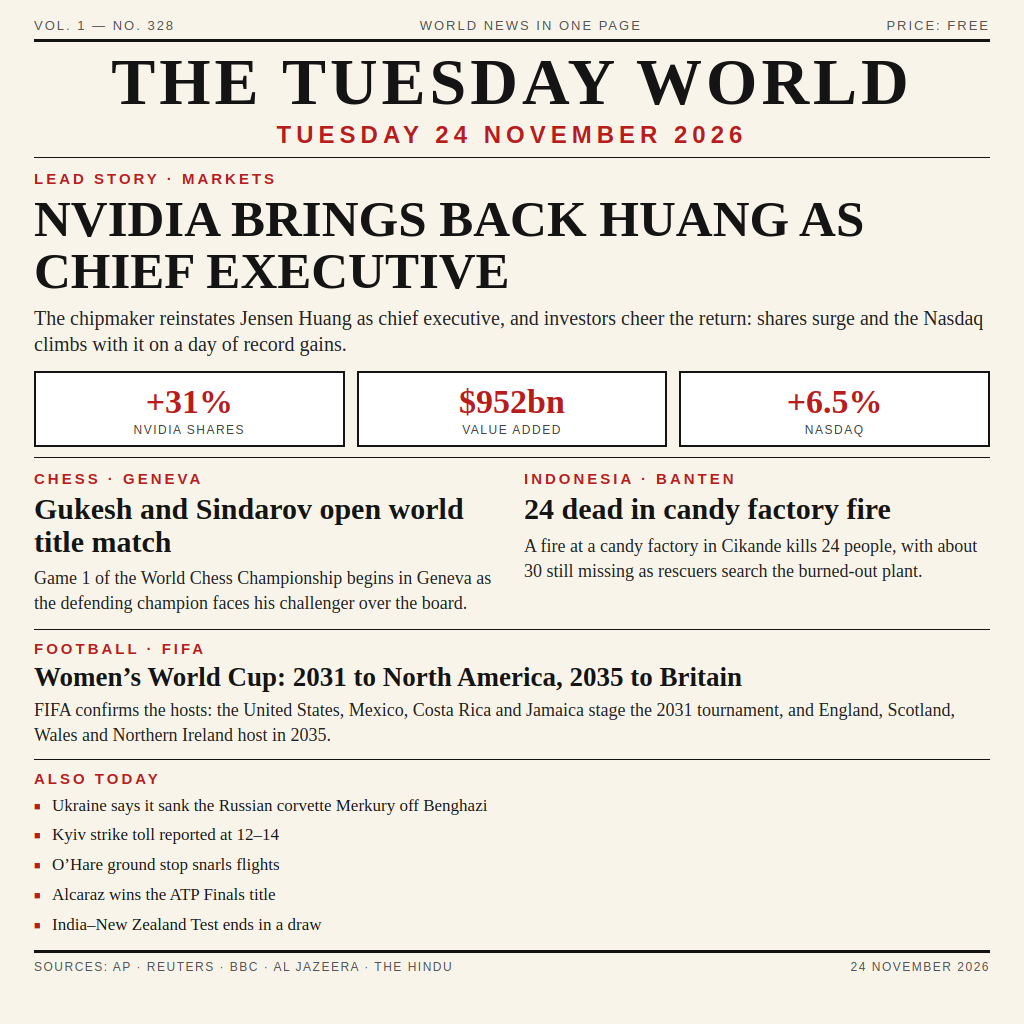 VOL. 1 — NO. 328
WORLD NEWS IN ONE PAGE
PRICE: FREE
THE TUESDAY WORLD
TUESDAY 24 NOVEMBER 2026
LEAD STORY · MARKETS
NVIDIA BRINGS BACK HUANG AS
CHIEF EXECUTIVE
The chipmaker reinstates Jensen Huang as chief executive, and investors cheer the return: shares surge and the Nasdaq
climbs with it on a day of record gains.
+31%
NVIDIA SHARES
$952bn
VALUE ADDED
+6.5%
NASDAQ
CHESS · GENEVA
Gukesh and Sindarov open world
title match
Game 1 of the World Chess Championship begins in Geneva as
the defending champion faces his challenger over the board.
INDONESIA · BANTEN
24 dead in candy factory fire
A fire at a candy factory in Cikande kills 24 people, with about
30 still missing as rescuers search the burned-out plant.
FOOTBALL · FIFA
Women’s World Cup: 2031 to North America, 2035 to Britain
FIFA confirms the hosts: the United States, Mexico, Costa Rica and Jamaica stage the 2031 tournament, and England, Scotland,
Wales and Northern Ireland host in 2035.
ALSO TODAY
■ Ukraine says it sank the Russian corvette Merkury off Benghazi
■ Kyiv strike toll reported at 12–14
■ O’Hare ground stop snarls flights
■ Alcaraz wins the ATP Finals title
■ India–New Zealand Test ends in a draw
SOURCES: AP · REUTERS · BBC · AL JAZEERA · THE HINDU
24 NOVEMBER 2026